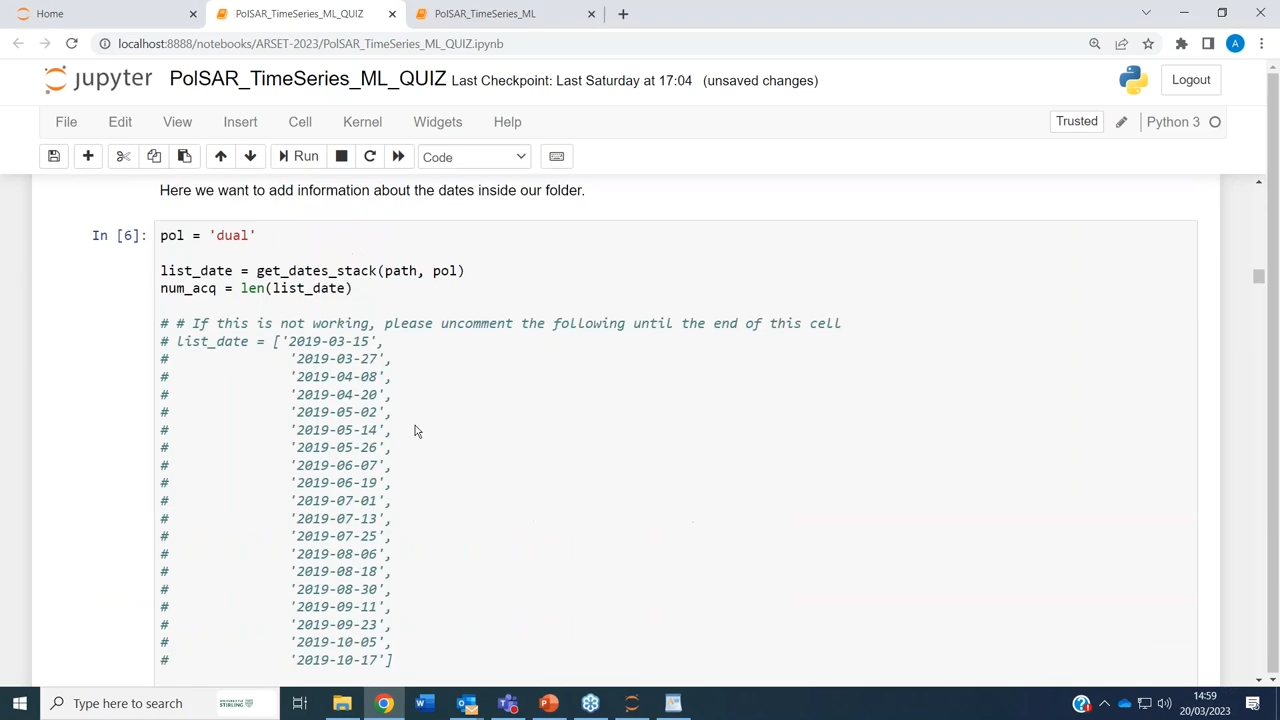 Home
PolSAR_TimeSeries_ML_QUIZ
PolSAR_TimeSeries_ML
localhost:8888/notebooks/ARSET-2023/PolSAR_TimeSeries_ML_QUIZ.ipynb
A
jupyter PolSAR_TimeSeries_ML_QUIZ Last Checkpoint: Last Saturday at 17:04 (unsaved changes)
Logout
File Edit View Insert Cell Kernel Widgets Help
Trusted
Python 3
Run
Code
Here we want to add information about the dates inside our folder.
In [6]: pol = 'dual'
list_date = get_dates_stack(path, pol)
num_acq = len(list_date)
# # If this is not working, please uncomment the following until the end of this cell
# list_date = ['2019-03-15',
# '2019-03-27',
# '2019-04-08',
# '2019-04-20',
# '2019-05-02',
# '2019-05-14',
# '2019-05-26',
# '2019-06-07',
# '2019-06-19',
# '2019-07-01',
# '2019-07-13',
# '2019-07-25',
# '2019-08-06',
# '2019-08-18',
# '2019-08-30',
# '2019-09-11',
# '2019-09-23',
# '2019-10-05',
# '2019-10-17']
Type here to search
14:59
20/03/2023